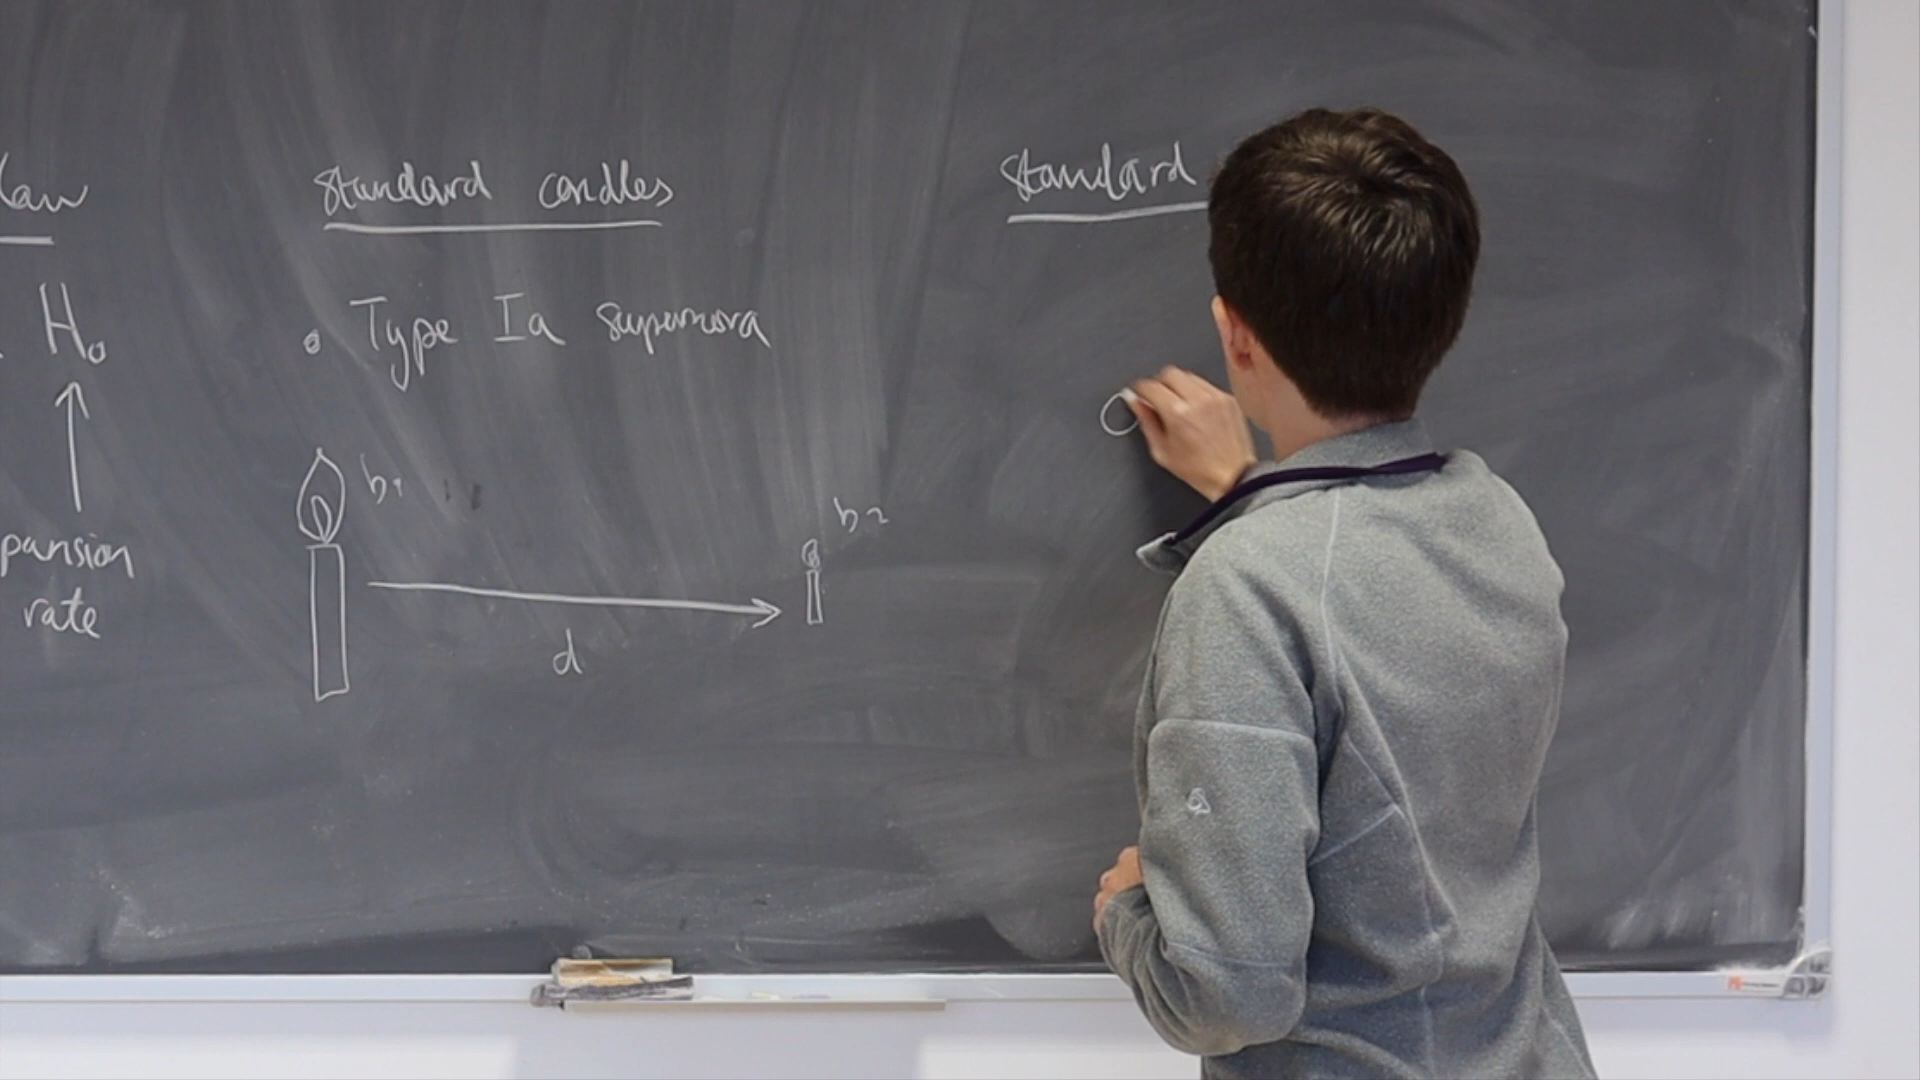 law
H₀
pansion
rate
Standard candles
Type Ia supernova
b₁
b₂
d
Standard